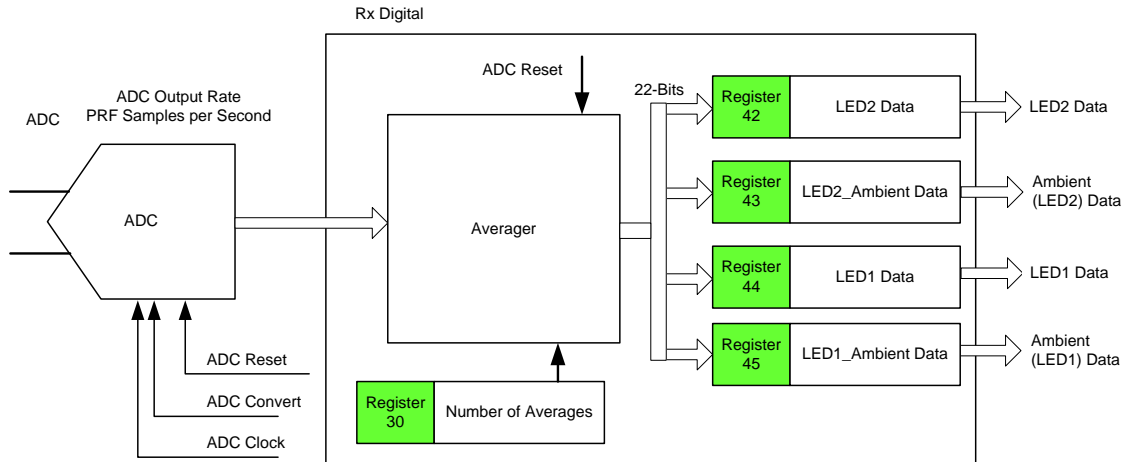 Rx Digital
ADC Output Rate
PRF Samples per Second
ADC
ADC
ADC Reset
ADC Convert
ADC Clock
ADC Reset
Averager
Register
30
Number of Averages
22-Bits
Register
42
LED2 Data
LED2 Data
Register
43
LED2_Ambient Data
Ambient
(LED2) Data
Register
44
LED1 Data
LED1 Data
Register
45
LED1_Ambient Data
Ambient
(LED1) Data